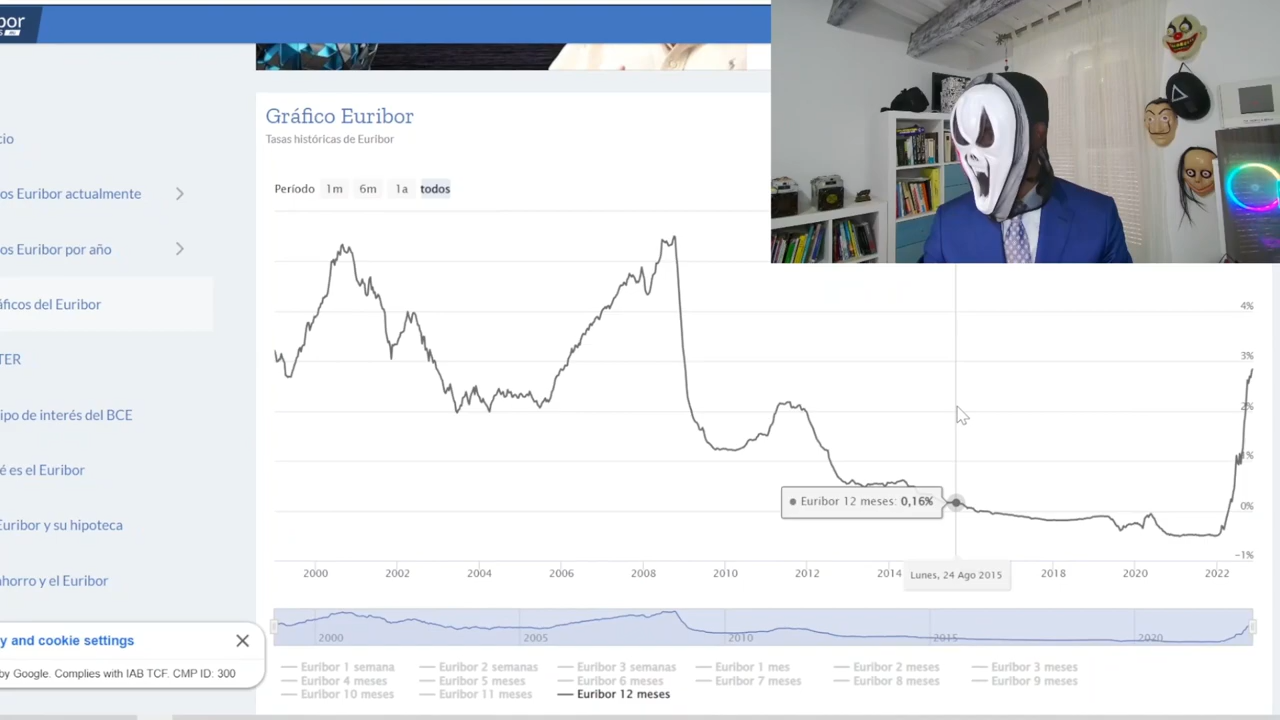 bor
Gráfico Euribor
Tasas históricas de Euribor
cio
os Euribor actualmente
os Euribor por año
áficos del Euribor
TER
ipo de interés del BCE
é es el Euribor
Euribor y su hipoteca
ahorro y el Euribor
Período 1m 6m 1a todos
4%
3%
2%
1%
0%
-1%
Euribor 12 meses: 0,16%
2000 2002 2004 2006 2008 2010 2012 2014 2018 2020 2022
Lunes, 24 Ago 2015
2000 2005 2010 2015 2020
y and cookie settings
by Google. Complies with IAB TCF. CMP ID: 300
Euribor 1 semana Euribor 2 semanas Euribor 3 semanas Euribor 1 mes Euribor 2 meses Euribor 3 meses
Euribor 4 meses Euribor 5 meses Euribor 6 meses Euribor 7 meses Euribor 8 meses Euribor 9 meses
Euribor 10 meses Euribor 11 meses Euribor 12 meses